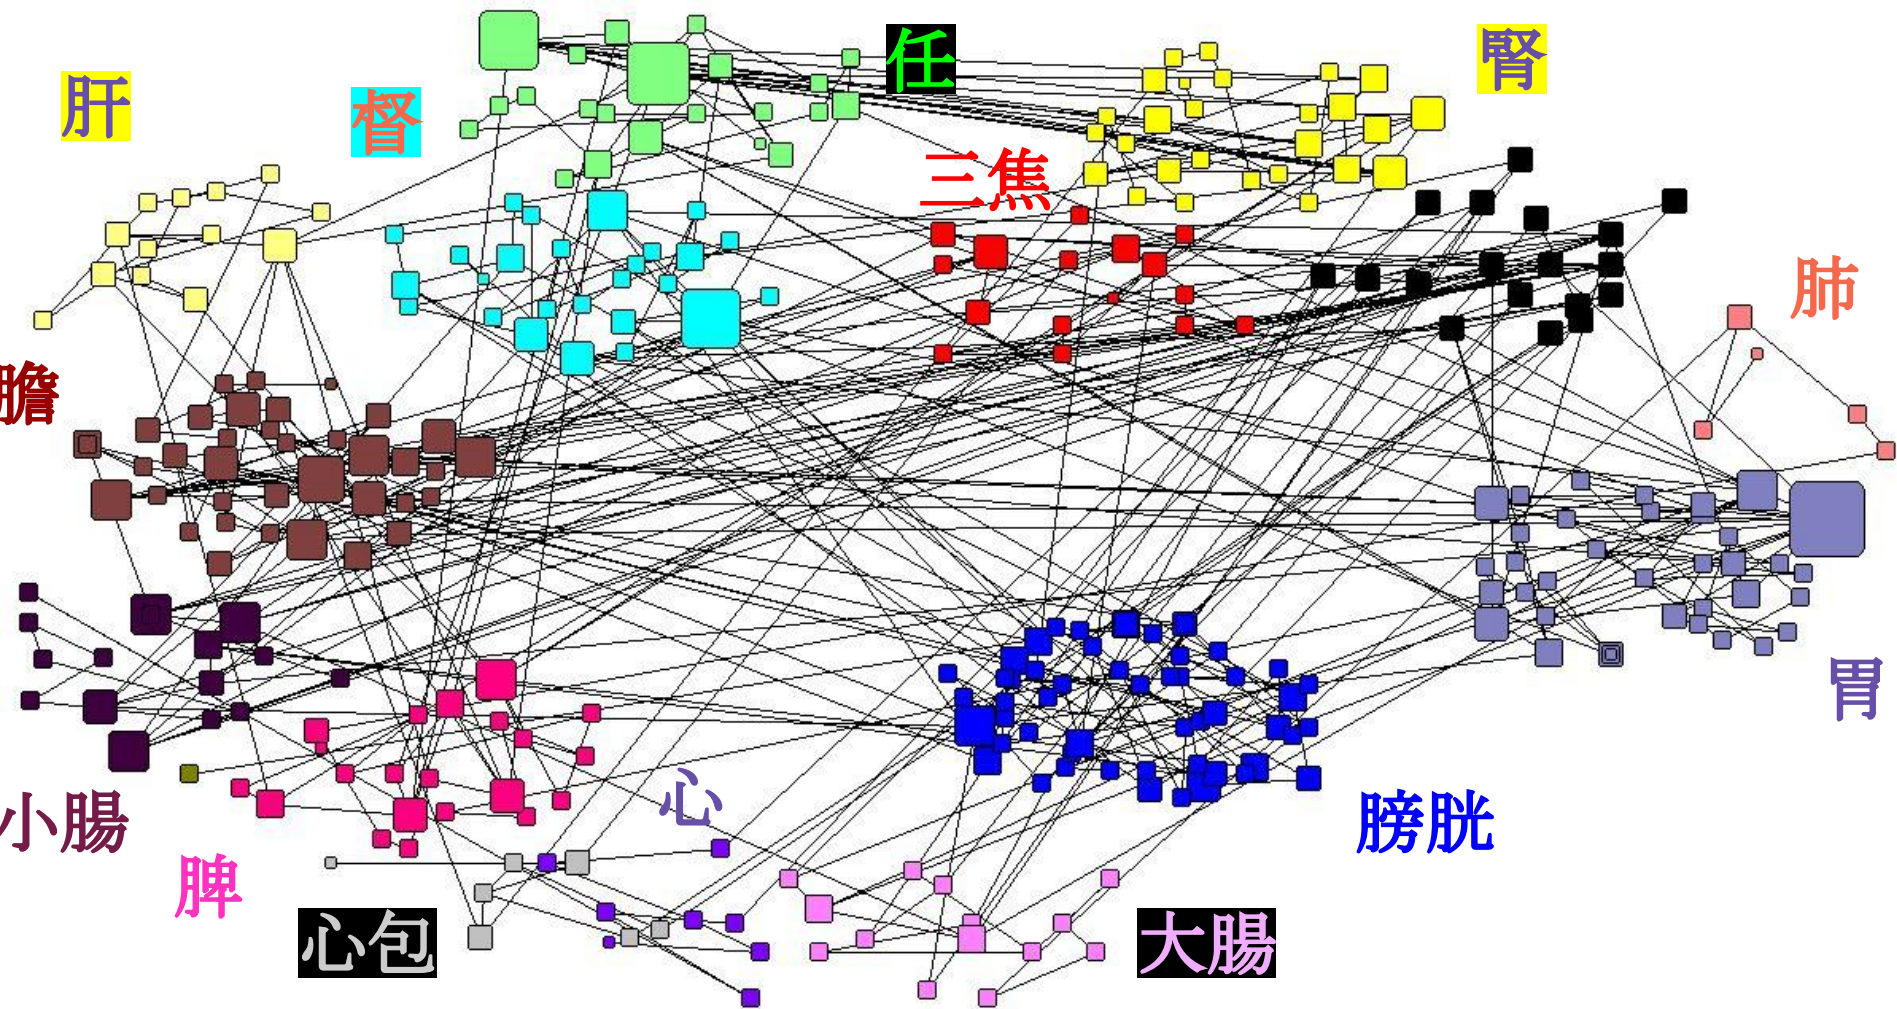 任
腎
肝
督
三焦
肺
膽
胃
小腸
心
膀胱
脾
心包
大腸